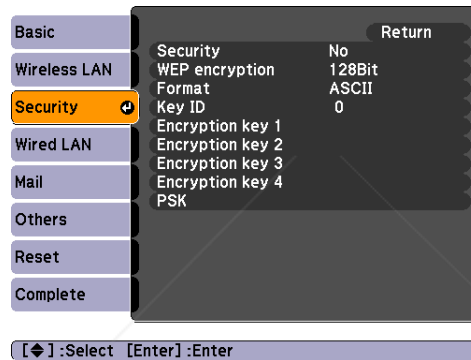 Basic
Wireless LAN
Security
Wired LAN
Mail
Others
Reset
Complete
Return
Security No
WEP encryption 128Bit
Format ASCII
Key ID 0
Encryption key 1
Encryption key 2
Encryption key 3
Encryption key 4
PSK
[◆] :Select [Enter] :Enter